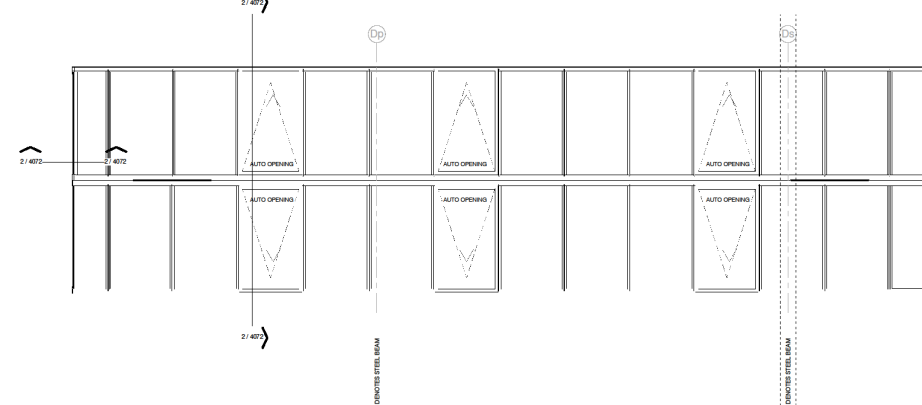 2 / 4072
Dp
Ds
2 / 4072
2 / 4072
AUTO OPENING
AUTO OPENING
AUTO OPENING
AUTO OPENING
AUTO OPENING
AUTO OPENING
2 / 4072
DENOTES STEEL BEAM
DENOTES STEEL BEAM